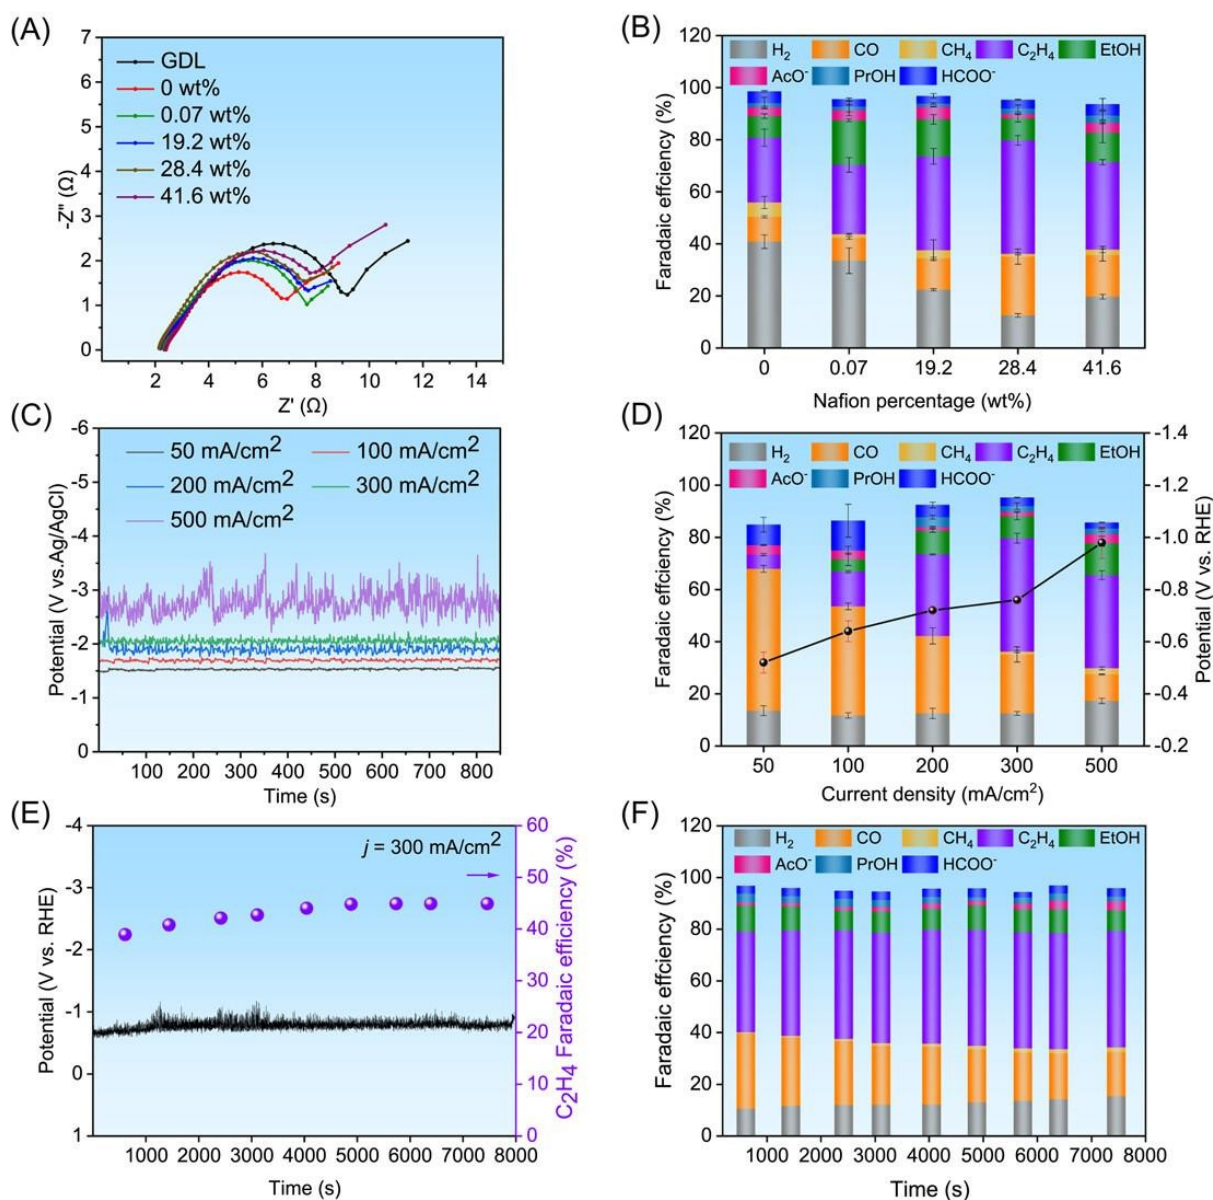 (A)
7
6
5
4
3
2
1
0
-Z" (Ω)
GDL
0 wt%
0.07 wt%
19.2 wt%
28.4 wt%
41.6 wt%
2 4 6 8 10 12 14
Z' (Ω)
(B)
120
100
80
60
40
20
0
Faradaic effciency (%)
H2 CO CH4 C2H4 EtOH
AcO- PrOH HCOO-
0 0.07 19.2 28.4 41.6
Nafion percentage (wt%)
(C)
-6
-5
-4
-3
-2
-1
0
Potential (V vs.Ag/AgCl)
50 mA/cm2 100 mA/cm2
200 mA/cm2 300 mA/cm2
500 mA/cm2
100 200 300 400 500 600 700 800
Time (s)
(D)
120
100
80
60
40
20
0
Faradaic effciency (%)
H2 CO CH4 C2H4 EtOH
AcO- PrOH HCOO-
-1.4
-1.2
-1.0
-0.8
-0.6
-0.4
-0.2
Potential (V vs. RHE)
50 100 200 300 500
Current density (mA/cm2)
(E)
-4
-3
-2
-1
0
1
Potential (V vs. RHE)
j = 300 mA/cm2
60
50
40
30
20
10
0
C2H4 Faradaic efficiency (%)
1000 2000 3000 4000 5000 6000 7000 8000
Time (s)
(F)
120
100
80
60
40
20
0
Faradaic effciency (%)
H2 CO CH4 C2H4 EtOH
AcO- PrOH HCOO-
1000 2000 3000 4000 5000 6000 7000 8000
Time (s)